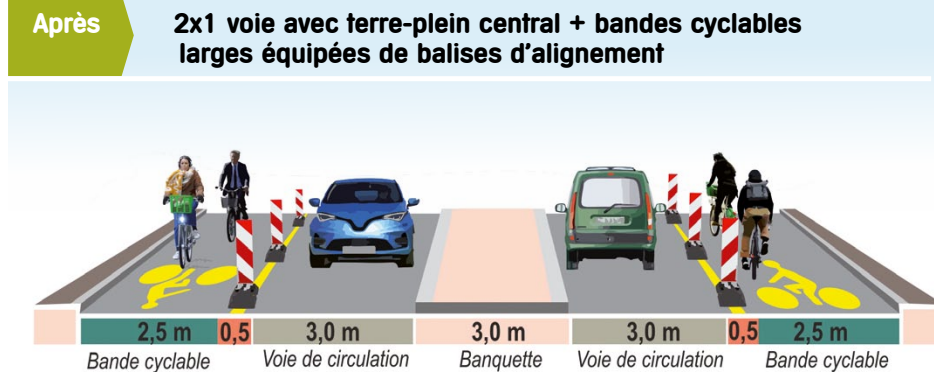 Après
2x1 voie avec terre-plein central + bandes cyclables
larges équipées de balises d'alignement
2,5 m 0,5 3,0 m 3,0 m 3,0 m 0,5 2,5 m
Bande cyclable Voie de circulation Banquette Voie de circulation Bande cyclable